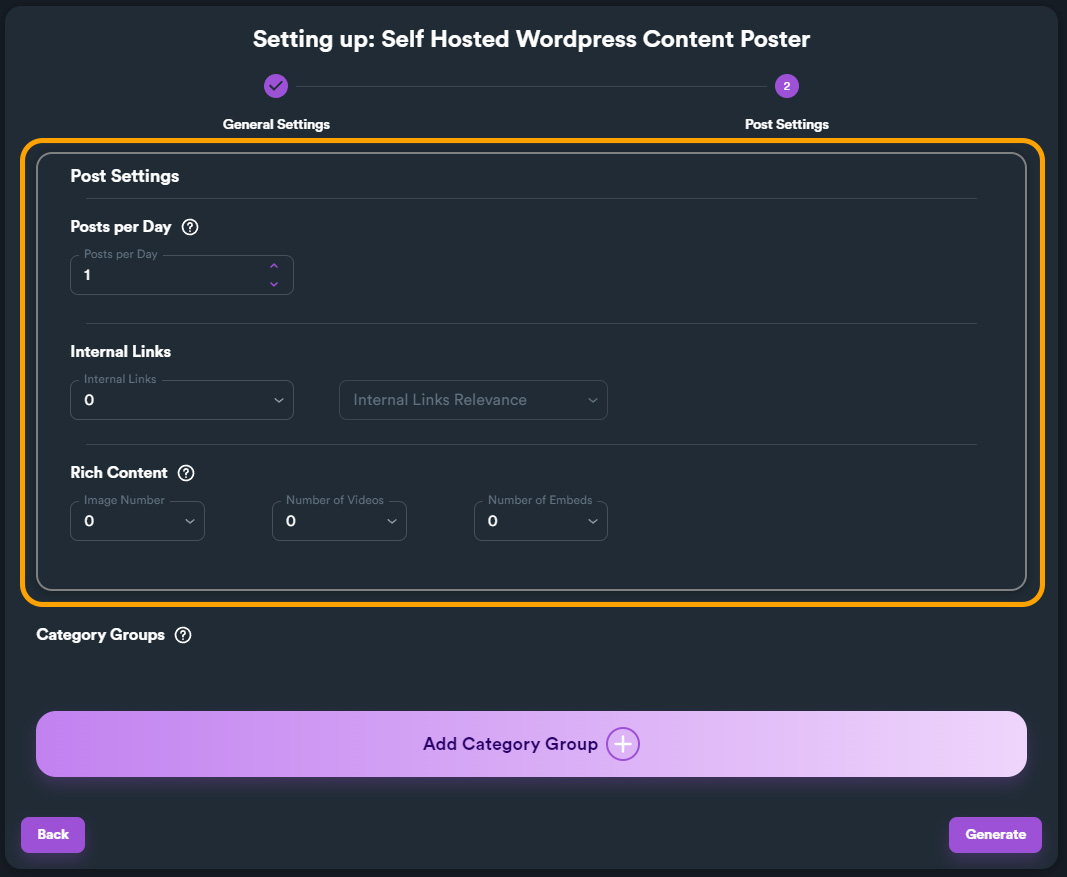 Setting up: Self Hosted Wordpress Content Poster
2
General Settings
Post Settings
Post Settings
Posts per Day ?
Posts per Day
1
Internal Links
Internal Links
0
Internal Links Relevance
Rich Content ?
Image Number
0
Number of Videos
0
Number of Embeds
0
Category Groups ?
Add Category Group +
Back
Generate